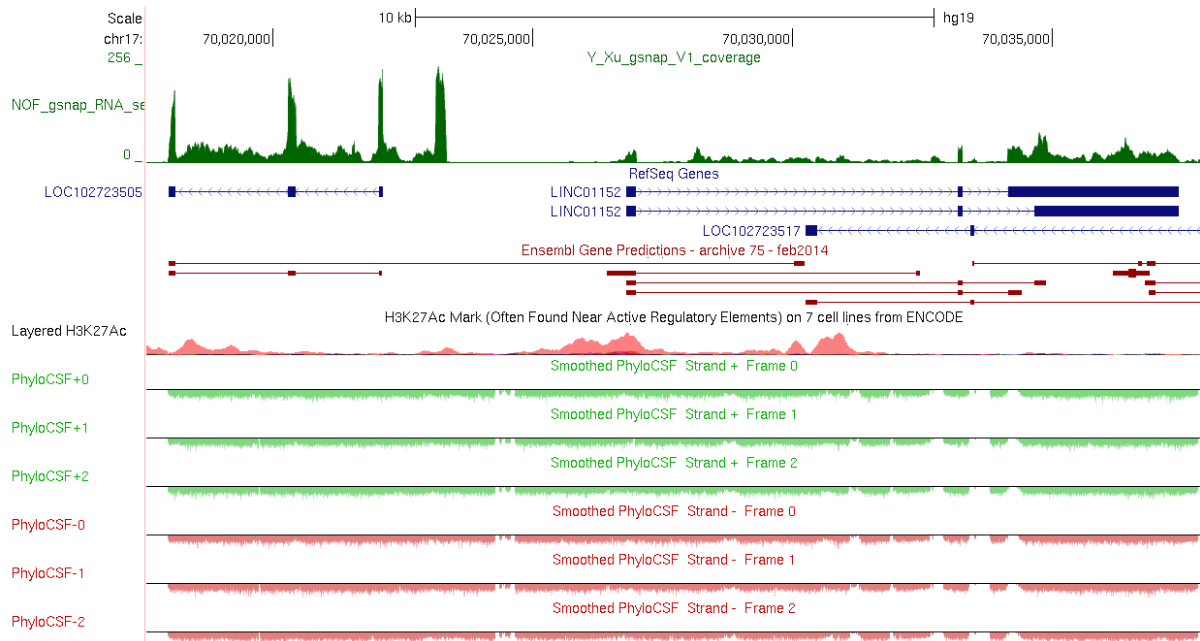 Scale 10 kb hg19
chr17: 70,020,000 70,025,000 70,030,000 70,035,000
256 _ Y_Xu_gsnap_V1_coverage
NOF_gsnap_RNA_se
0 _
RefSeq Genes
LOC102723505 LINC01152
LINC01152
LOC102723517
Ensembl Gene Predictions - archive 75 - feb2014
H3K27Ac Mark (Often Found Near Active Regulatory Elements) on 7 cell lines from ENCODE
Layered H3K27Ac
Smoothed PhyloCSF Strand + Frame 0
PhyloCSF+0
Smoothed PhyloCSF Strand + Frame 1
PhyloCSF+1
Smoothed PhyloCSF Strand + Frame 2
PhyloCSF+2
Smoothed PhyloCSF Strand - Frame 0
PhyloCSF-0
Smoothed PhyloCSF Strand - Frame 1
PhyloCSF-1
Smoothed PhyloCSF Strand - Frame 2
PhyloCSF-2